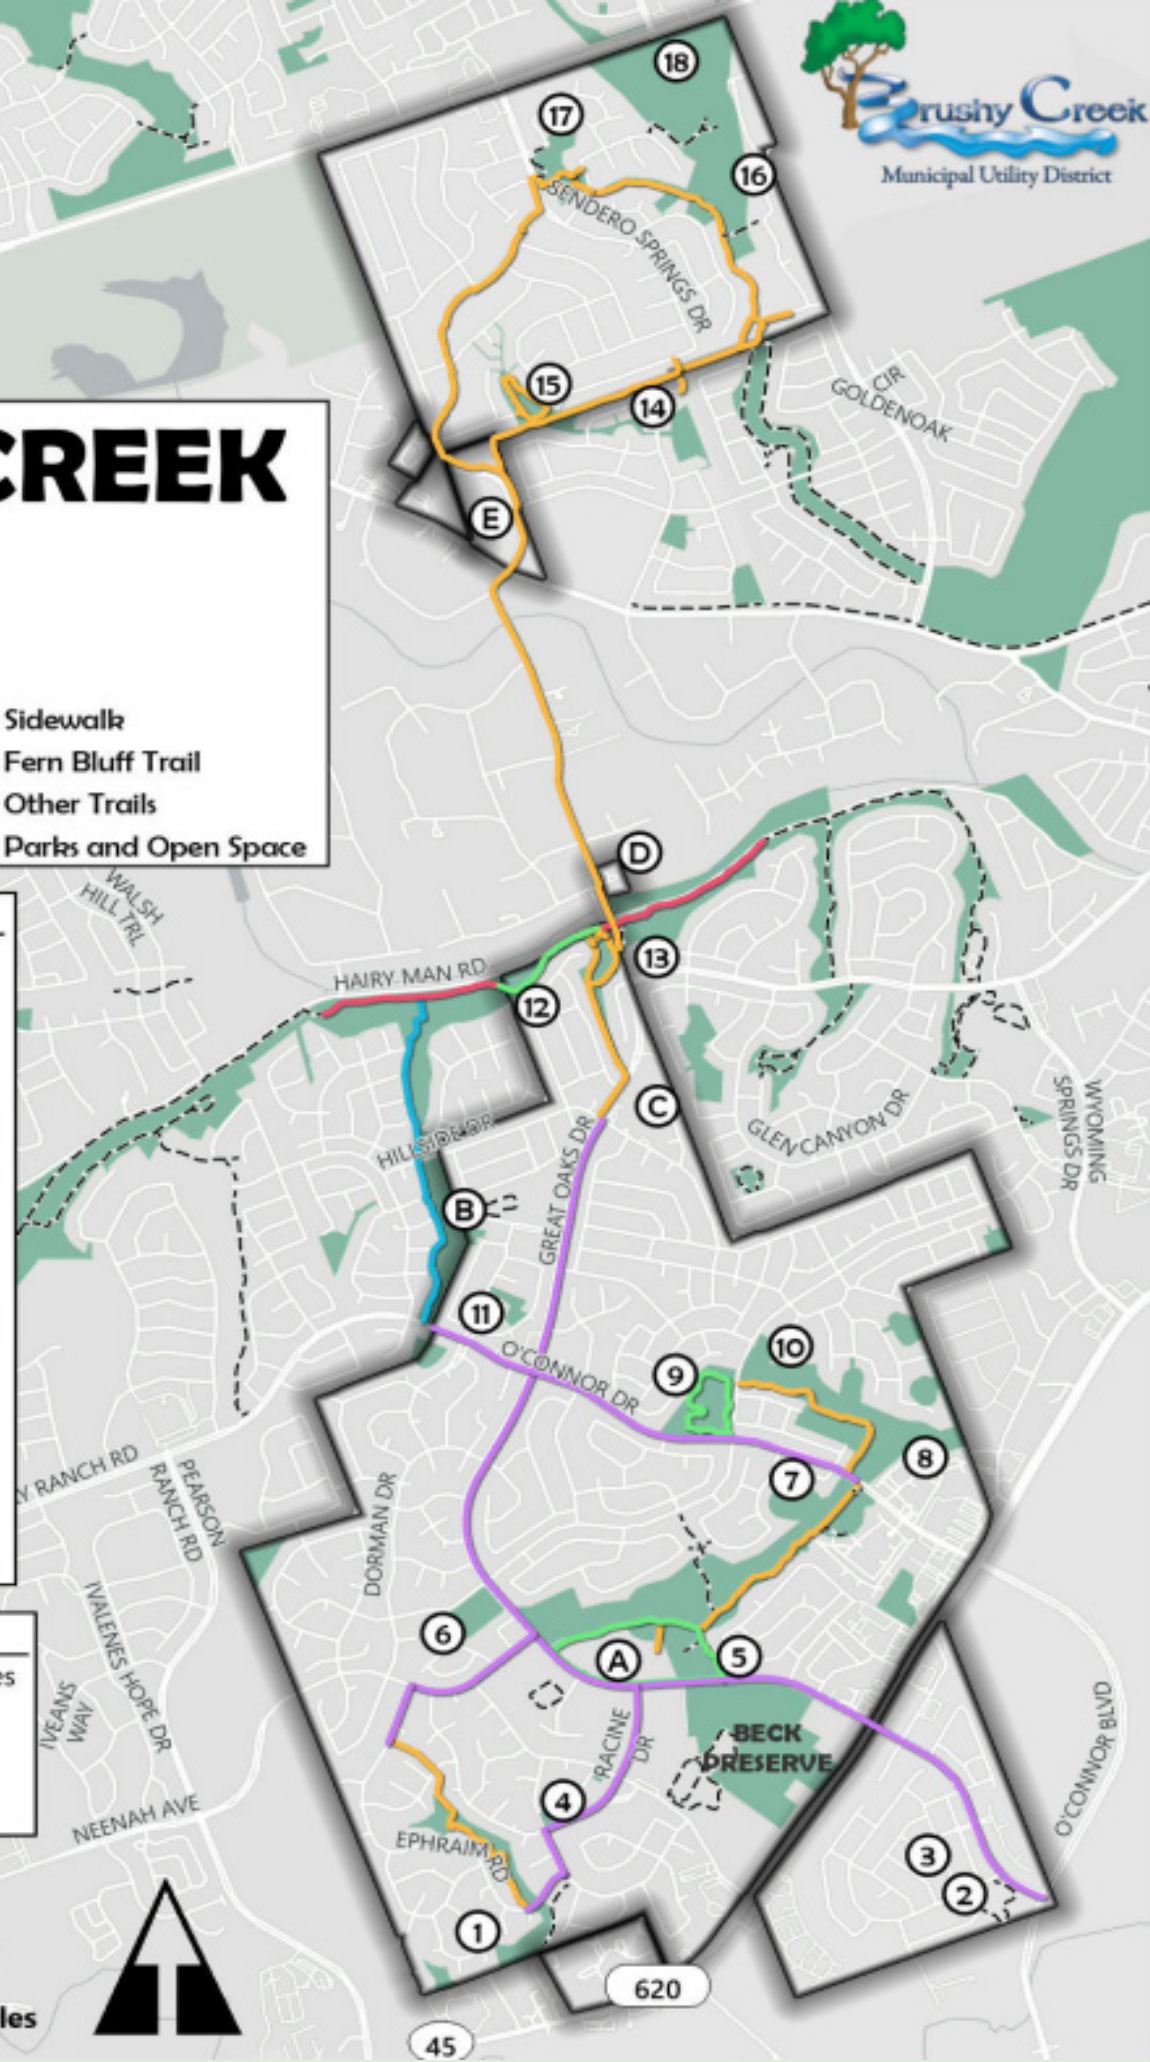 18
17
Brushy Creek
Municipal Utility District
16
SENDERO SPRINGS DR
15
14
CIR
GOLDENOAK
CREEK
E
Sidewalk
Fern Bluff Trail
Other Trails
Parks and Open Space
D
WALSH
HILL TRL
13
HAIRY MAN RD
12
C
GLEN CANYON DR
WYOMING
SPRINGS DR
HILLSIDE DR
GREAT OAKS DR
B
11
O'CONNOR DR
10
9
8
7
Y RANCH RD
PEARSON
RANCH RD
DORMAN DR
6
A
5
IVALENES HOPE DR
es
IVEANS
WAY
RACINE
DR
BECK
PRESERVE
O'CONNOR BLVD
4
NEENAH AVE
EPHRAIM RD
3
2
1
620
les
45